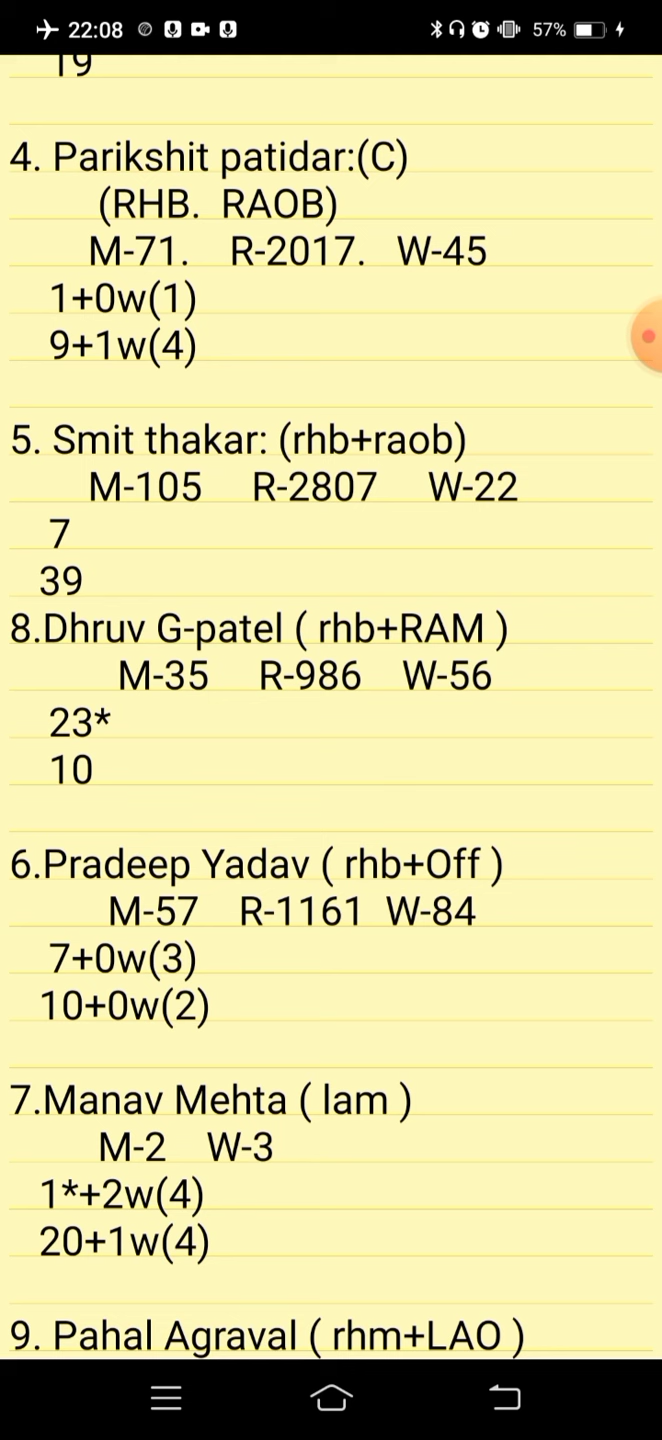 22:08 57%
19
4. Parikshit patidar:(C)
(RHB. RAOB)
M-71. R-2017. W-45
1+0w(1)
9+1w(4)
5. Smit thakar: (rhb+raob)
M-105 R-2807 W-22
7
39
8.Dhruv G-patel ( rhb+RAM )
M-35 R-986 W-56
23*
10
6.Pradeep Yadav ( rhb+Off )
M-57 R-1161 W-84
7+0w(3)
10+0w(2)
7.Manav Mehta ( lam )
M-2 W-3
1*+2w(4)
20+1w(4)
9. Pahal Agraval ( rhm+LAO )